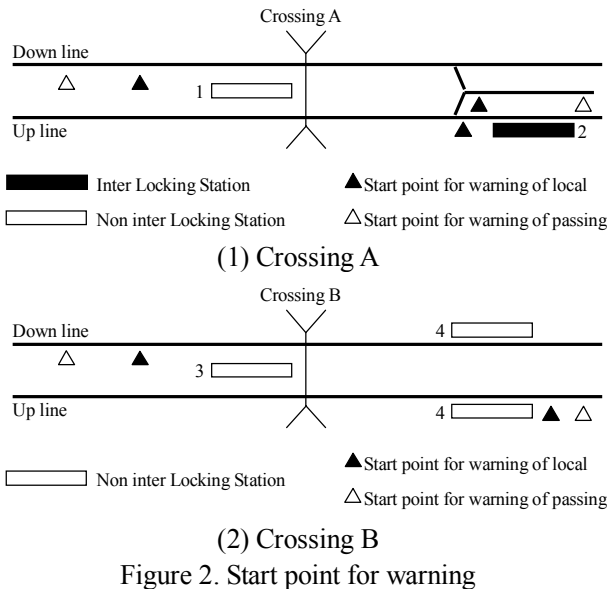 Crossing A
Down line
1
Up line
2
Inter Locking Station
Start point for warning of local
Non inter Locking Station
Start point for warning of passing
(1) Crossing A
Crossing B
Down line
4
3
Up line
4
Start point for warning of local
Non inter Locking Station
Start point for warning of passing
(2) Crossing B
Figure 2. Start point for warning